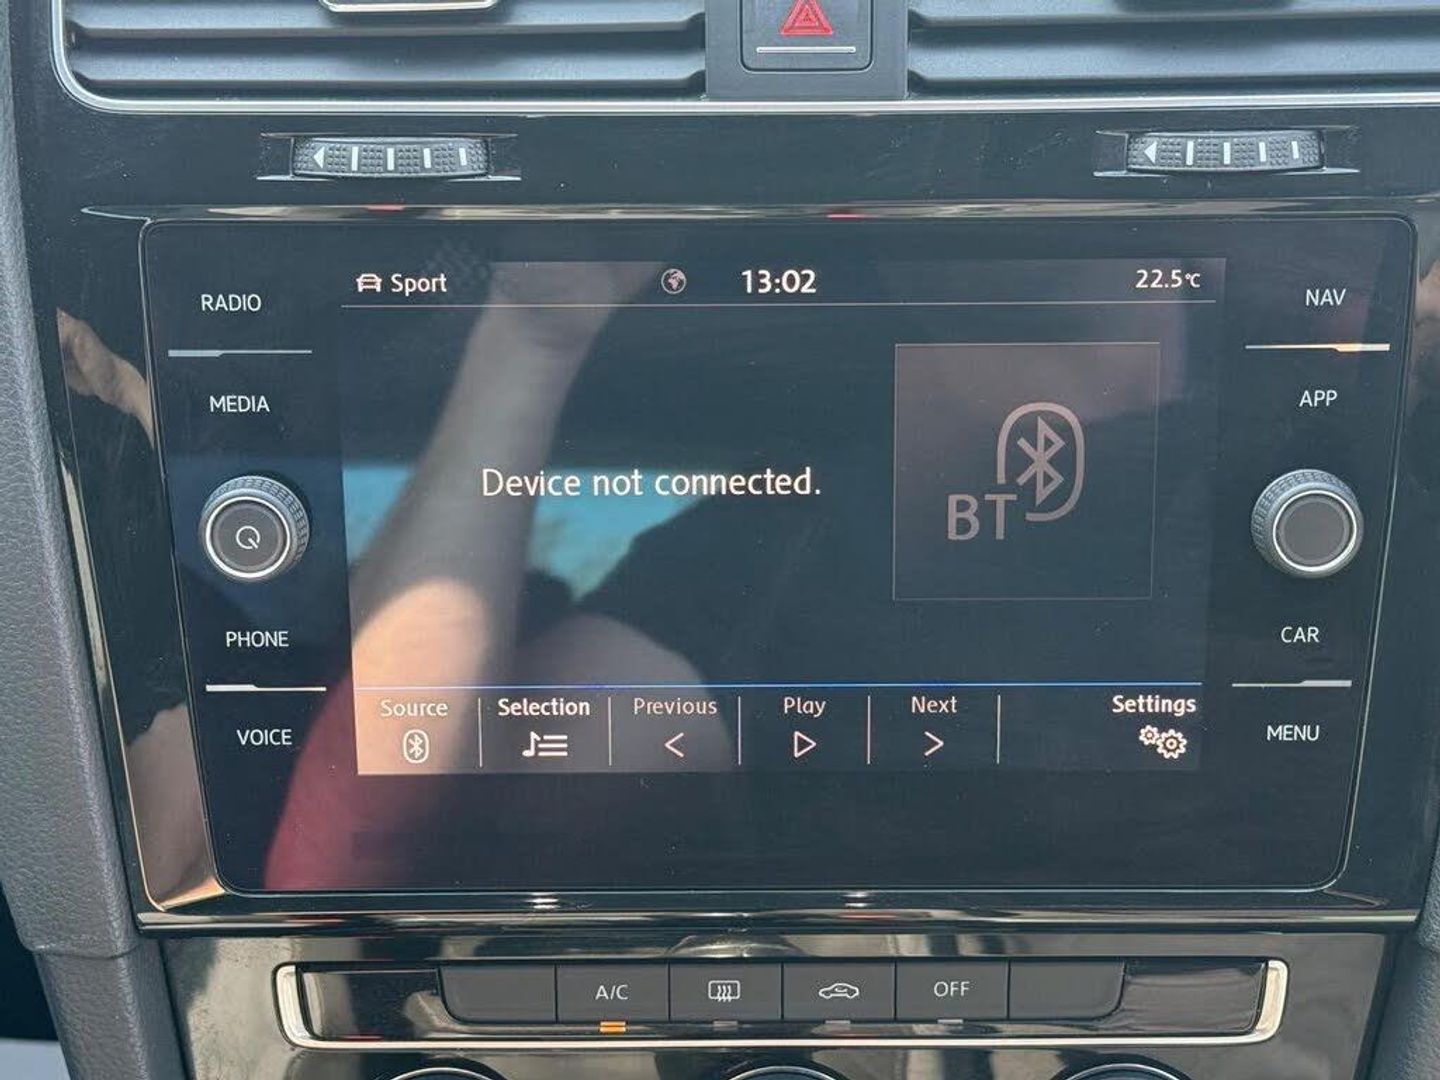 Sport 13:02 22.5°C
RADIO
NAV
MEDIA
APP
Device not connected.
BT
PHONE
CAR
Source Selection Previous Play Next Settings
VOICE
MENU
A/C OFF